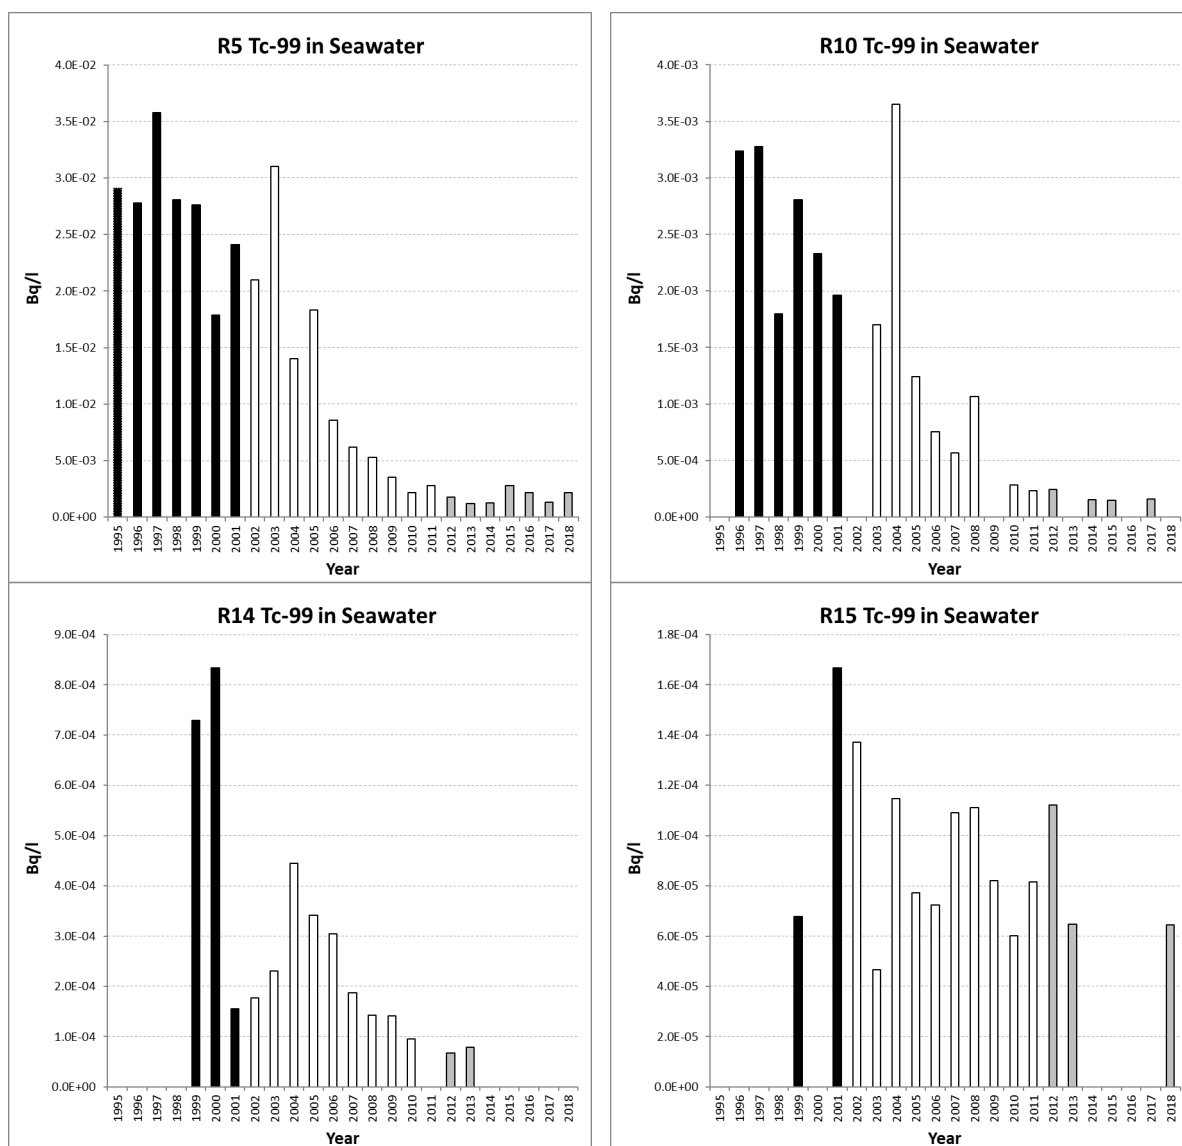 R5 Tc-99 in Seawater
4.0E-02
3.5E-02
3.0E-02
2.5E-02
2.0E-02
1.5E-02
1.0E-02
5.0E-03
0.0E+00
Bq/l
1995 1996 1997 1998 1999 2000 2001 2002 2003 2004 2005 2006 2007 2008 2009 2010 2011 2012 2013 2014 2015 2016 2017 2018
Year
R10 Tc-99 in Seawater
4.0E-03
3.5E-03
3.0E-03
2.5E-03
2.0E-03
1.5E-03
1.0E-03
5.0E-04
0.0E+00
Bq/l
1995 1996 1997 1998 1999 2000 2001 2002 2003 2004 2005 2006 2007 2008 2009 2010 2011 2012 2013 2014 2015 2016 2017 2018
Year
R14 Tc-99 in Seawater
9.0E-04
8.0E-04
7.0E-04
6.0E-04
5.0E-04
4.0E-04
3.0E-04
2.0E-04
1.0E-04
0.0E+00
Bq/l
1995 1996 1997 1998 1999 2000 2001 2002 2003 2004 2005 2006 2007 2008 2009 2010 2011 2012 2013 2014 2015 2016 2017 2018
Year
R15 Tc-99 in Seawater
1.8E-04
1.6E-04
1.4E-04
1.2E-04
1.0E-04
8.0E-05
6.0E-05
4.0E-05
2.0E-05
0.0E+00
Bq/l
1995 1996 1997 1998 1999 2000 2001 2002 2003 2004 2005 2006 2007 2008 2009 2010 2011 2012 2013 2014 2015 2016 2017 2018
Year